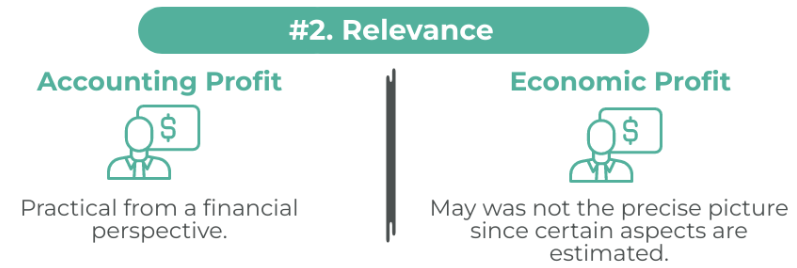 #2. Relevance
Accounting Profit
$
Practical from a financial
perspective.
Economic Profit
$
May was not the precise picture
since certain aspects are
estimated.